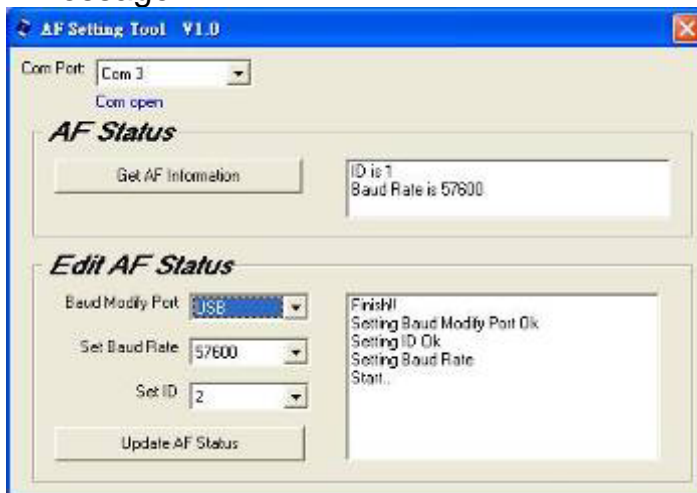 AF Setting Tool V1.0
Com Port: Com 3
Com open
AF Status
Get AF Information
ID is 1
Baud Rate is 57600
Edit AF Status
Baud Modify Port USB
Set Baud Rate 57600
Set ID 2
Update AF Status
Finish!!
Setting Baud Modify Port Ok
Setting ID Ok
Setting Baud Rate
Start..